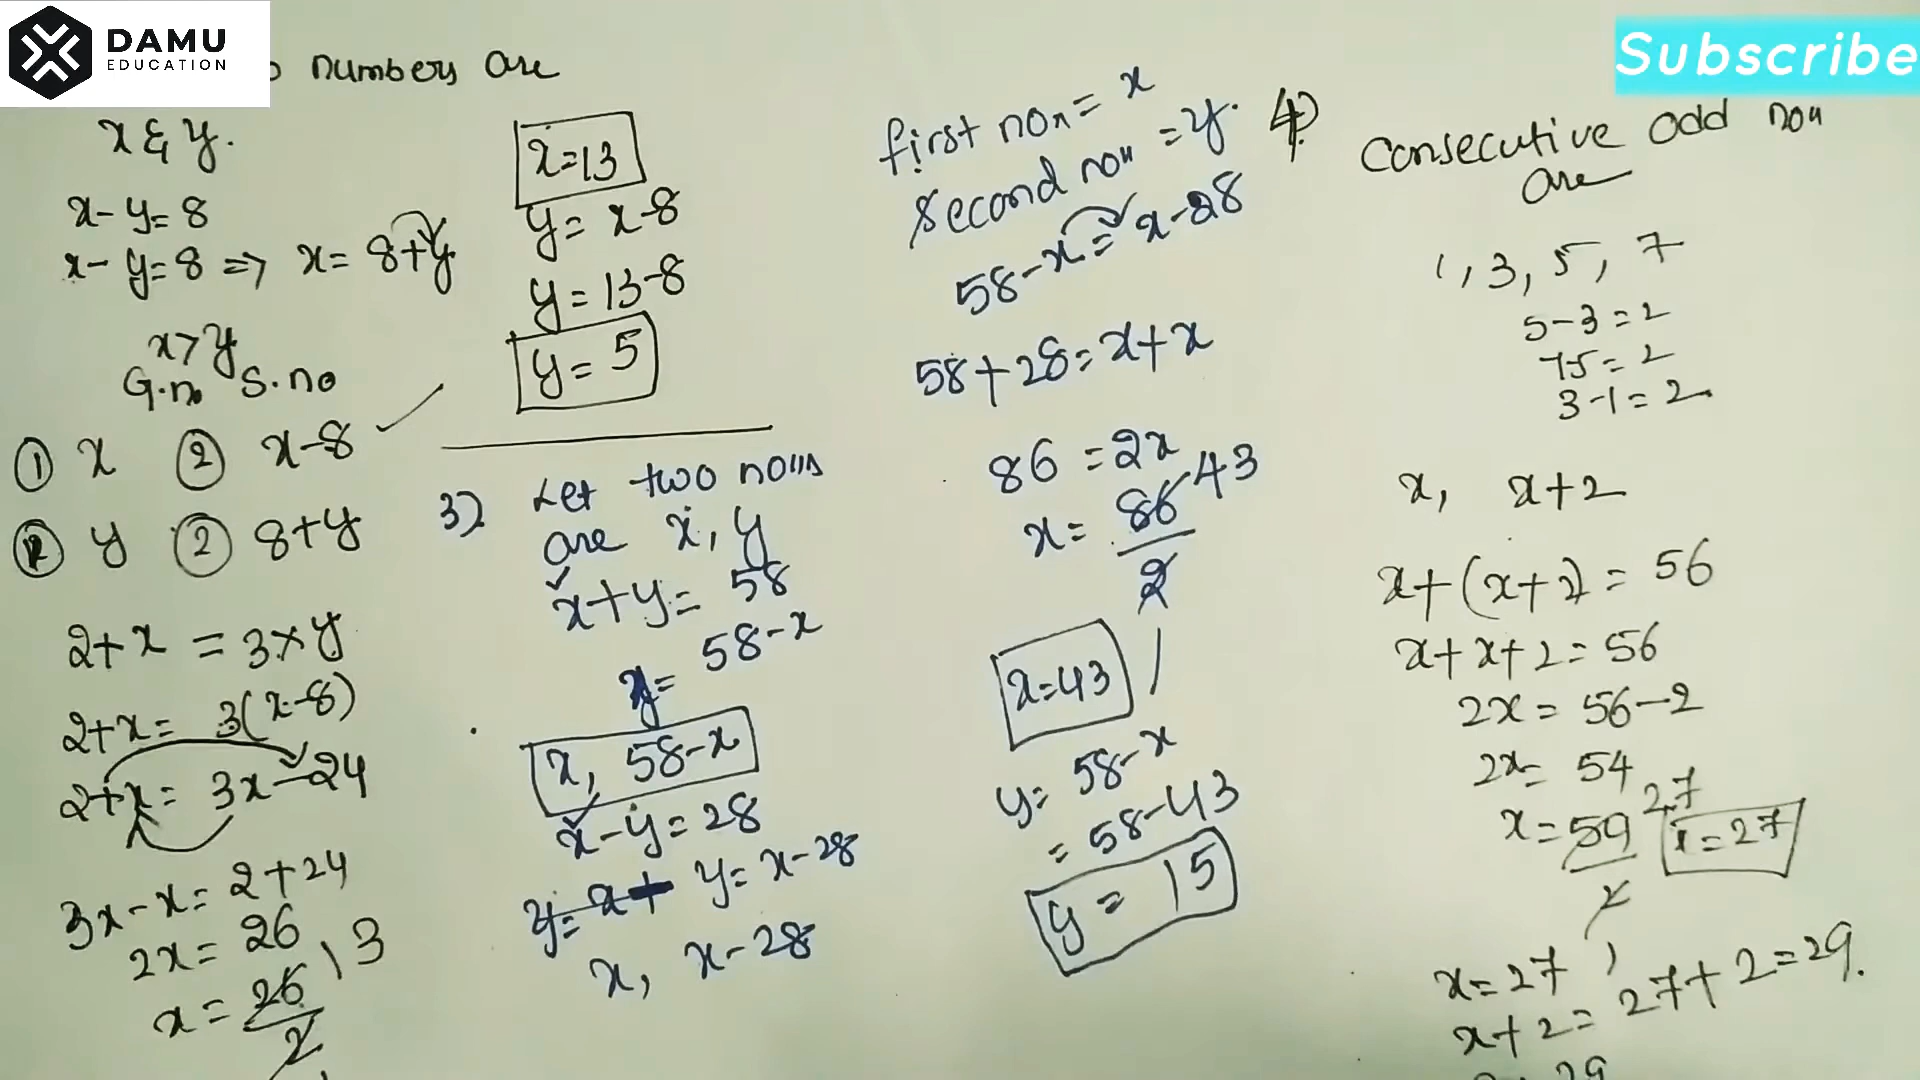 DAMU
EDUCATION
numbers are
x & y.
x - y = 8
x - y = 8 => x = 8 + y
x > y
G.no S.no
① x ② x - 8
y ② 8 + y
2 + x = 3 x y
2 + x = 3(x - 8)
2 + x = 3x - 24
3x - x = 2 + 24
2x = 26
x = 26 13
2
x = 13
y = x - 8
y = 13 - 8
y = 5
3) Let two no"s
are x, y
x + y = 58
y = 58 - x
x, 58 - x
x - y = 28
y = x + y = x - 28
x, x - 28
first no" = x
second no" = y.
58 - x = x - 28
58 + 28 = x + x
86 = 2x
x = 86 43
2
x = 43
y = 58 - x
= 58 - 43
y = 15
Subscribe
4) Consecutive odd no"
are
1, 3, 5, 7
5 - 3 = 2
7-5 = 2
3 - 1 = 2
x, x + 2
x + (x + 2) = 56
x + x + 2 = 56
2x = 56 - 2
2x = 54
x = 59 27
2
x = 27
x = 27
x + 2 = 27 + 2 = 29.